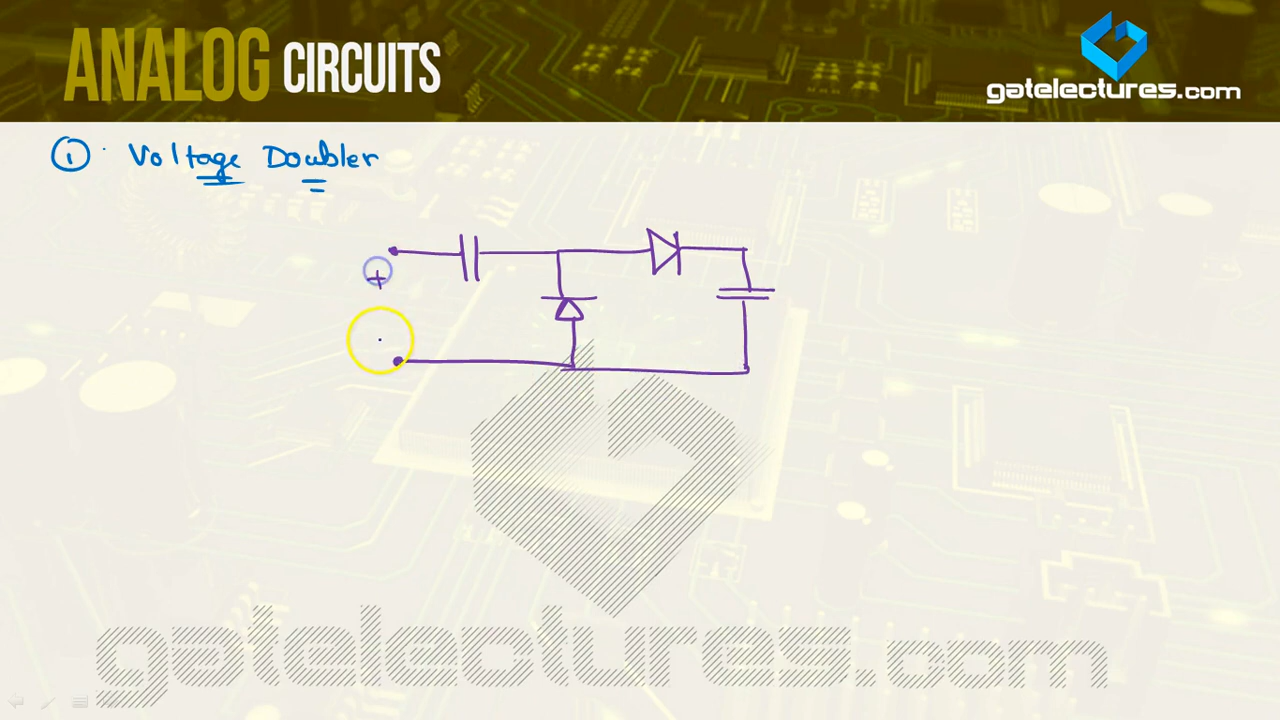 ANALOG CIRCUITS
gatelectures.com
① Voltage Doubler
+
gatelectures.com